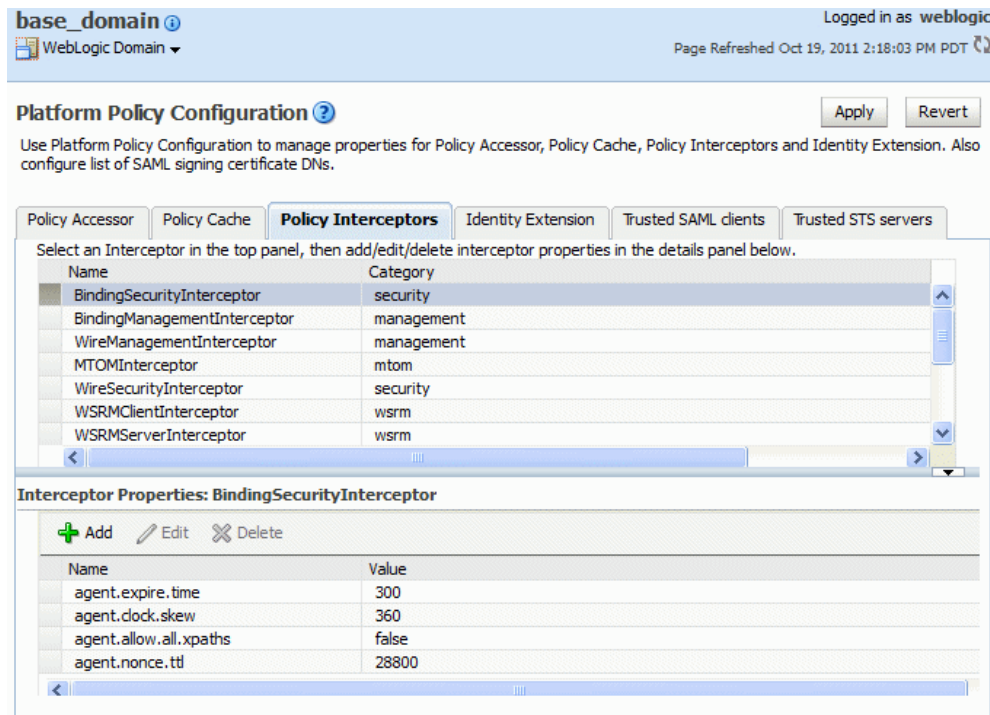 base_domain
Logged in as weblogic
WebLogic Domain
Page Refreshed Oct 19, 2011 2:18:03 PM PDT
Platform Policy Configuration
Apply
Revert
Use Platform Policy Configuration to manage properties for Policy Accessor, Policy Cache, Policy Interceptors and Identity Extension. Also
configure list of SAML signing certificate DNs.
Policy Accessor
Policy Cache
Policy Interceptors
Identity Extension
Trusted SAML clients
Trusted STS servers
Select an Interceptor in the top panel, then add/edit/delete interceptor properties in the details panel below.
Name Category
BindingSecurityInterceptor security
BindingManagementInterceptor management
WireManagementInterceptor management
MTOMInterceptor mtom
WireSecurityInterceptor security
WSRMClientInterceptor wsrm
WSRMServerInterceptor wsrm
Interceptor Properties: BindingSecurityInterceptor
Add Edit Delete
Name Value
agent.expire.time 300
agent.clock.skew 360
agent.allow.all.xpaths false
agent.nonce.ttl 28800